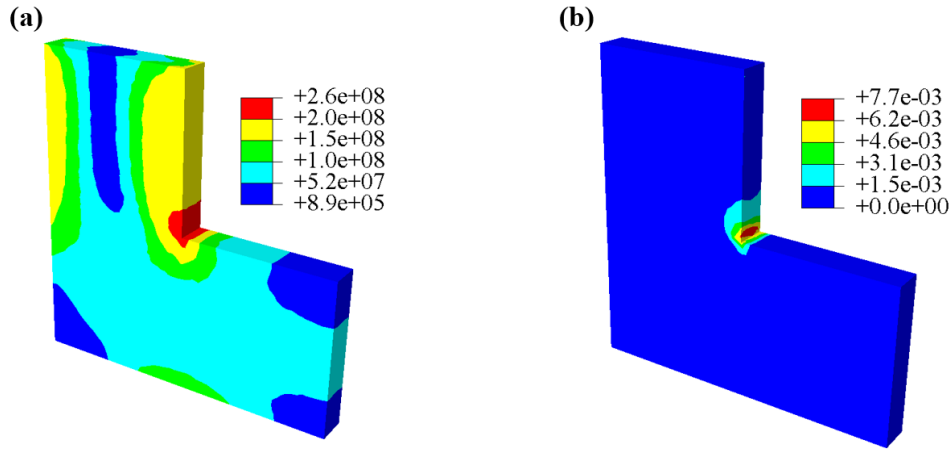 (a)
+2.6e+08
+2.0e+08
+1.5e+08
+1.0e+08
+5.2e+07
+8.9e+05
(b)
+7.7e-03
+6.2e-03
+4.6e-03
+3.1e-03
+1.5e-03
+0.0e+00